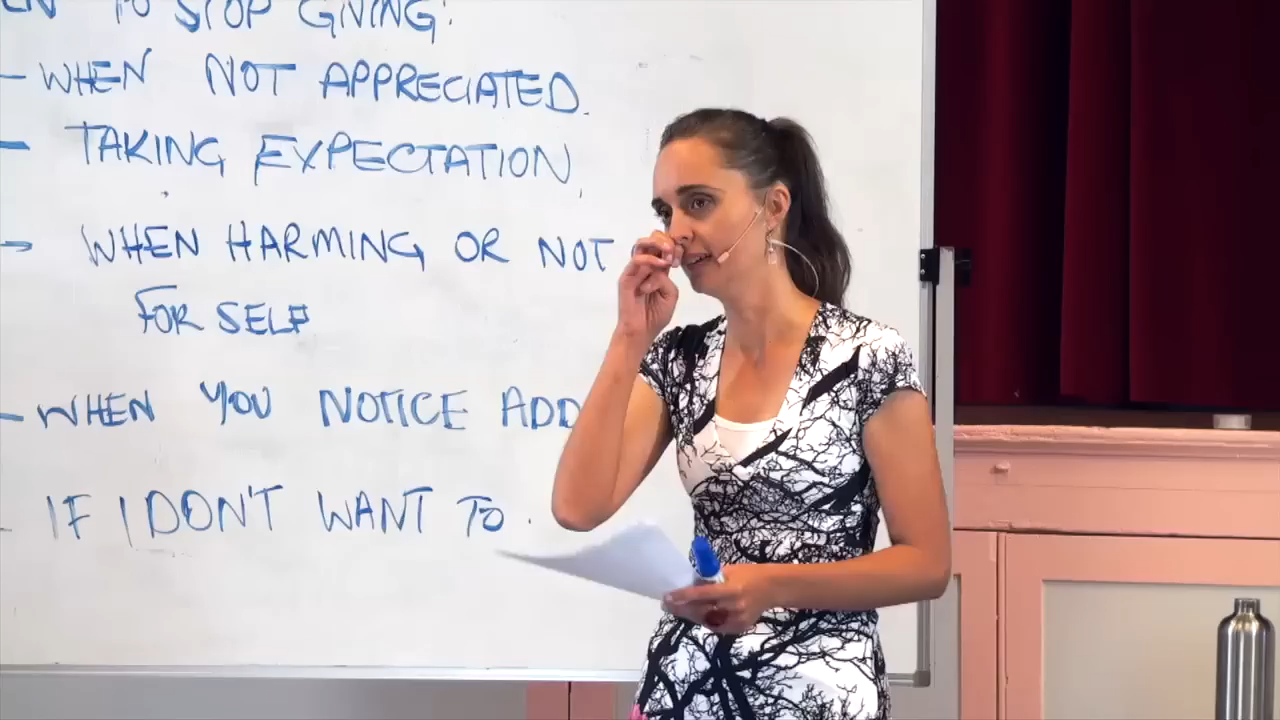 TO STOP GIVING:
- WHEN NOT APPRECIATED.
- TAKING EXPECTATION,
→ WHEN HARMING OR NOT
FOR SELF
- WHEN YOU NOTICE ADD
- IF I DON'T WANT TO.